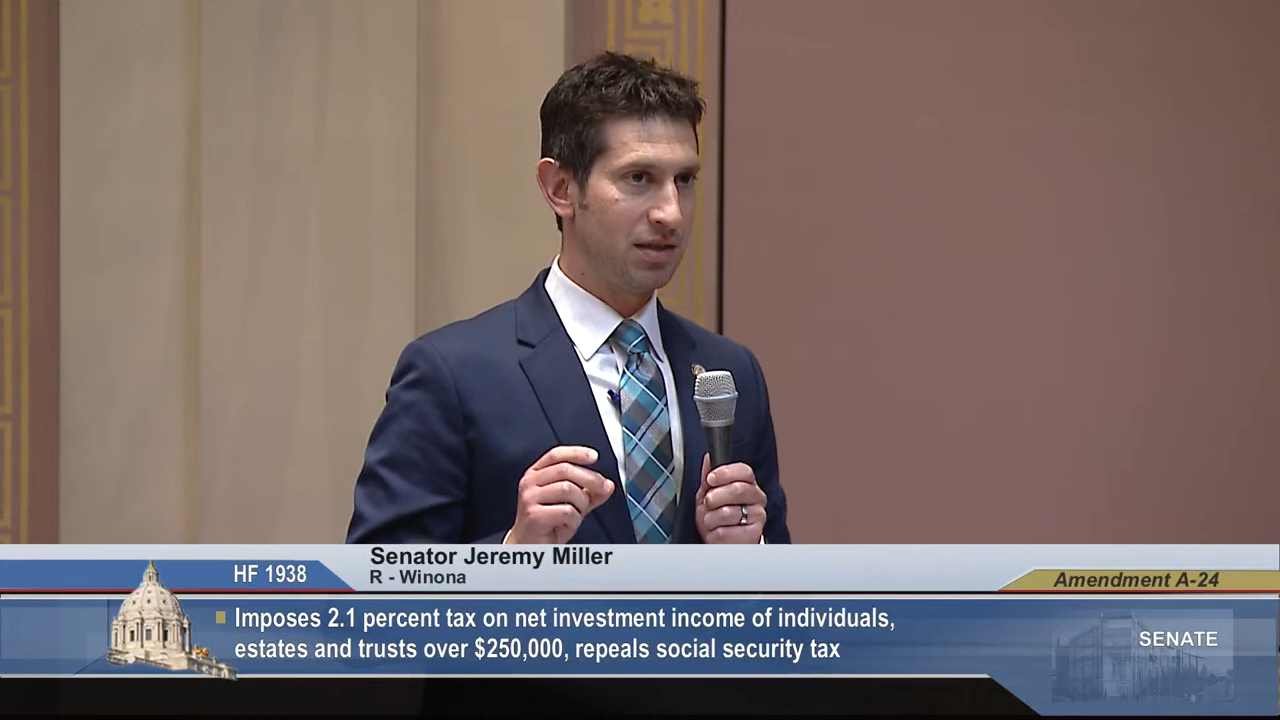 Senator Jeremy Miller
HF 1938
R - Winona
Amendment A-24
Imposes 2.1 percent tax on net investment income of individuals,
estates and trusts over $250,000, repeals social security tax
SENATE